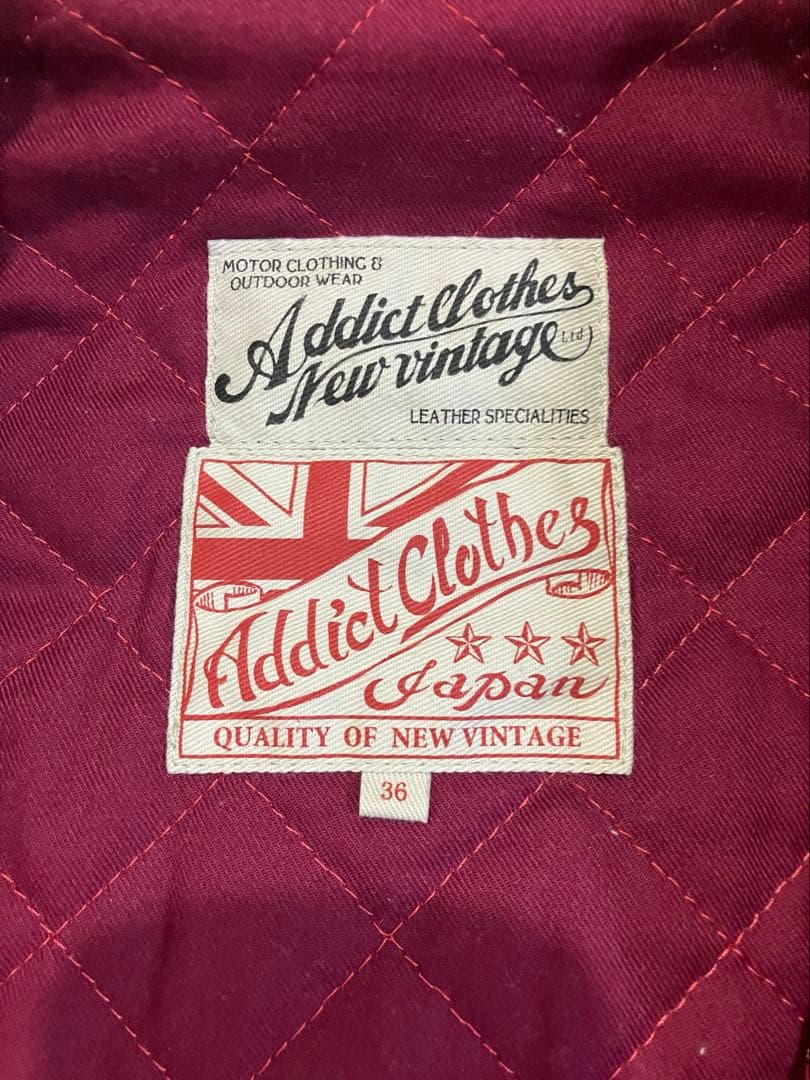 MOTOR CLOTHING &
OUTDOOR WEAR
Addict Clothes
New vintage Ltd
LEATHER SPECIALITIES
Addict Clothes
Japan
QUALITY OF NEW VINTAGE
36